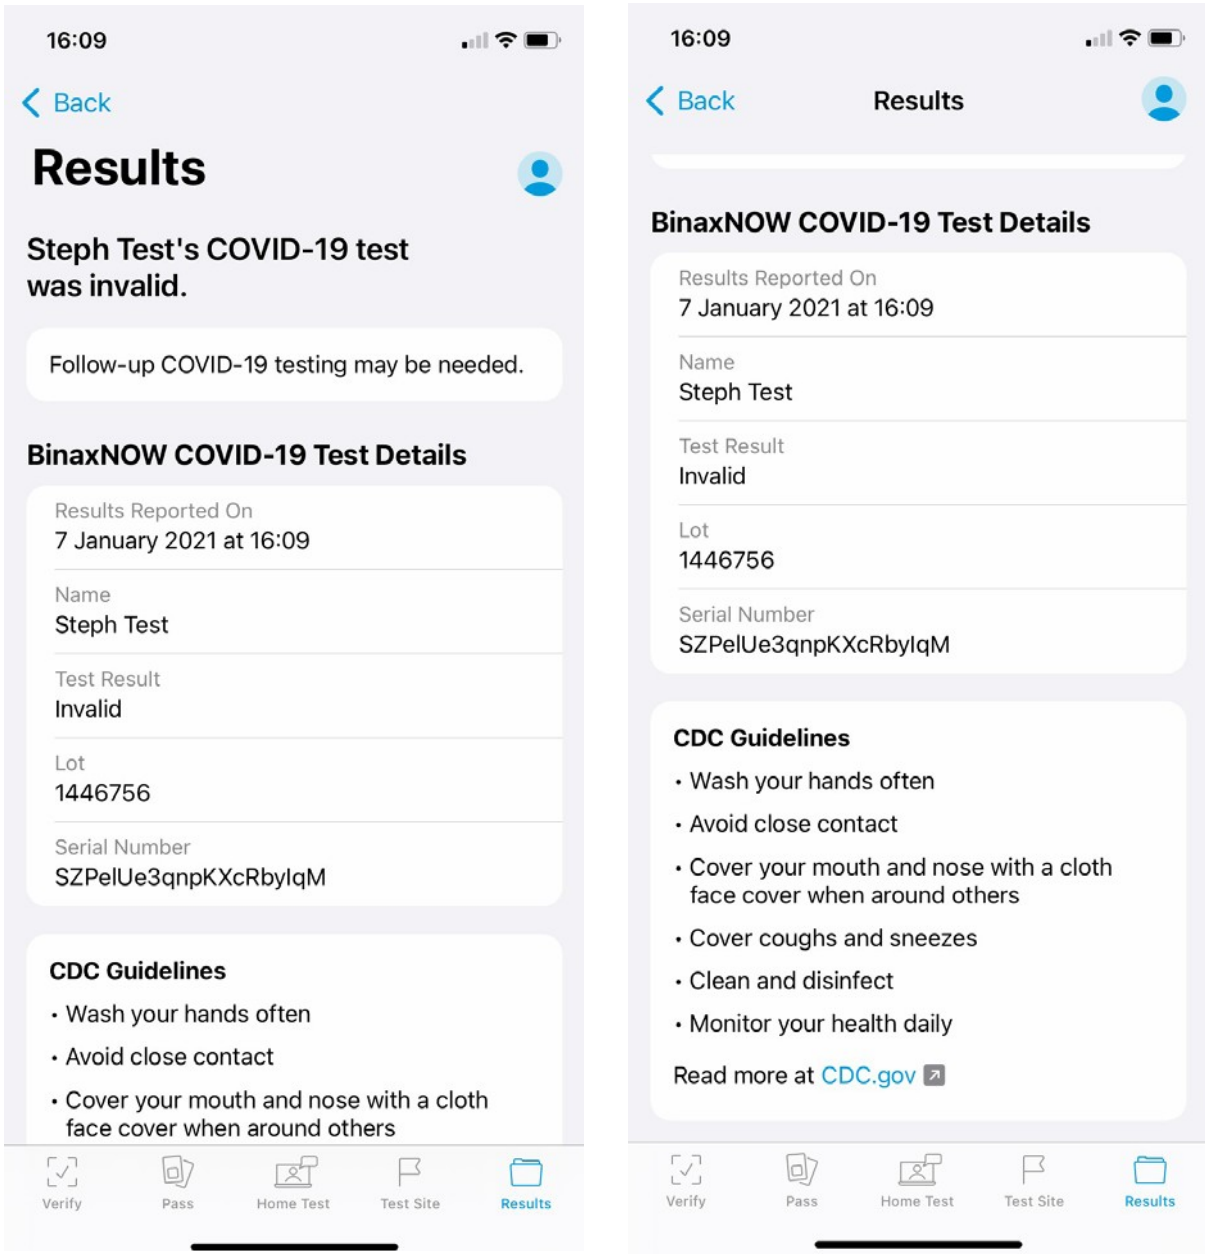 16:09
Back
Results
Steph Test's COVID-19 test
was invalid.
Follow-up COVID-19 testing may be needed.
BinaxNOW COVID-19 Test Details
Results Reported On
7 January 2021 at 16:09
Name
Steph Test
Test Result
Invalid
Lot
1446756
Serial Number
SZPelUe3qnpKXcRbylqM
CDC Guidelines
• Wash your hands often
• Avoid close contact
• Cover your mouth and nose with a cloth
face cover when around others
Verify Pass Home Test Test Site Results
16:09
Back Results
BinaxNOW COVID-19 Test Details
Results Reported On
7 January 2021 at 16:09
Name
Steph Test
Test Result
Invalid
Lot
1446756
Serial Number
SZPelUe3qnpKXcRbylqM
CDC Guidelines
• Wash your hands often
• Avoid close contact
• Cover your mouth and nose with a cloth
face cover when around others
• Cover coughs and sneezes
• Clean and disinfect
• Monitor your health daily
Read more at CDC.gov
Verify Pass Home Test Test Site Results